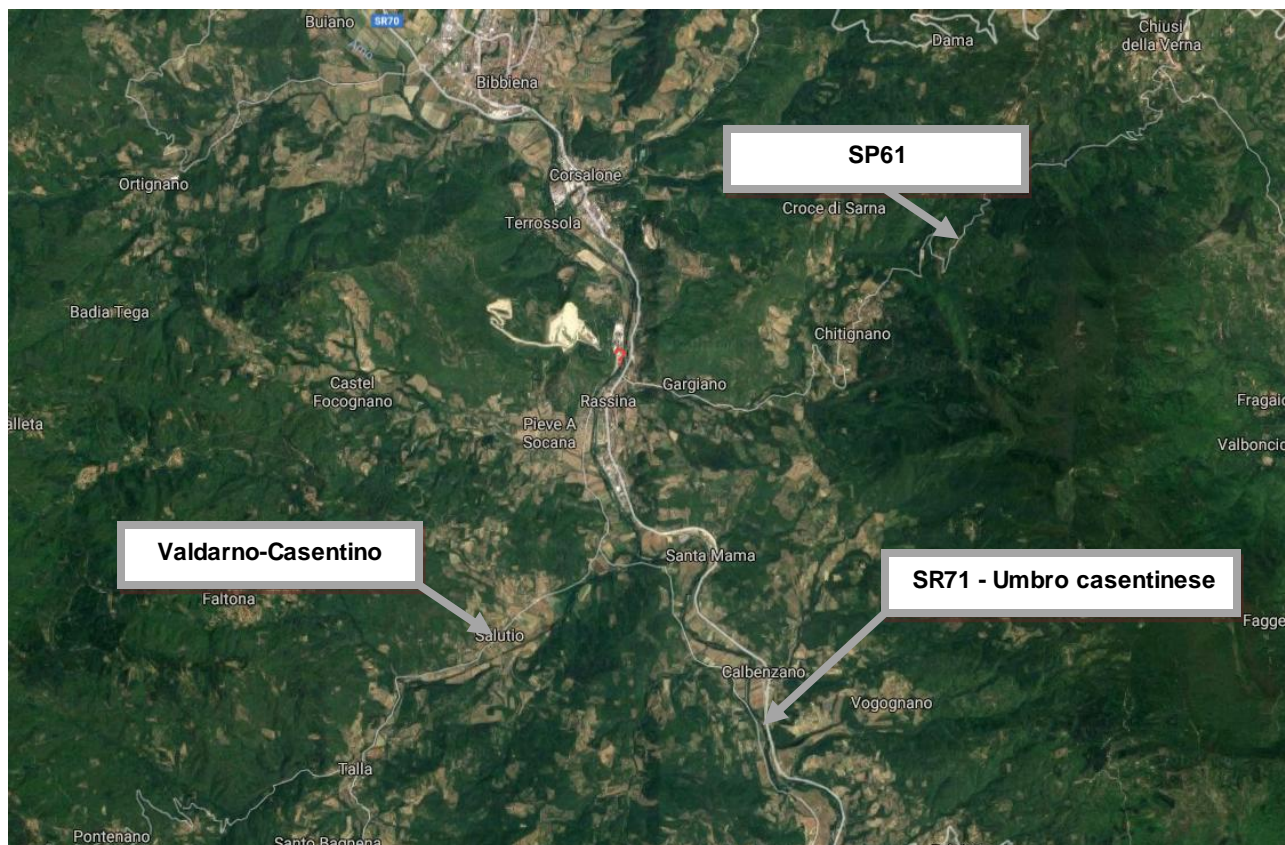 Buiano
SR70
Arno
Bibbiena
Dama
Chiusi
della Verna
SP61
Corsalone
Ortignano
Croce di Sarna
Terrossola
Badia Tega
Chitignano
Castel
Focognano
Gargiano
Rassina
Fragaio
alleta
Pieve A
Socana
Valboncio
Valdarno-Casentino
Santa Mama
SR71 - Umbro casentinese
Faltona
Fagge
Salutio
Calbenzano
Vogognano
Talla
Pontenano
Santo Bagnena